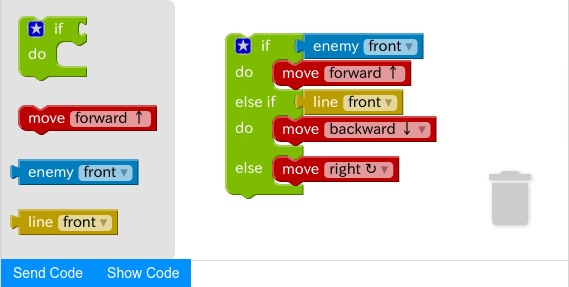 if
do
move forward ↑
enemy front ▾
line front ▾
if enemy front ▾
do move forward ↑
else if line front ▾
do move backward ↓ ▾
else move right ↻ ▾
Send Code Show Code